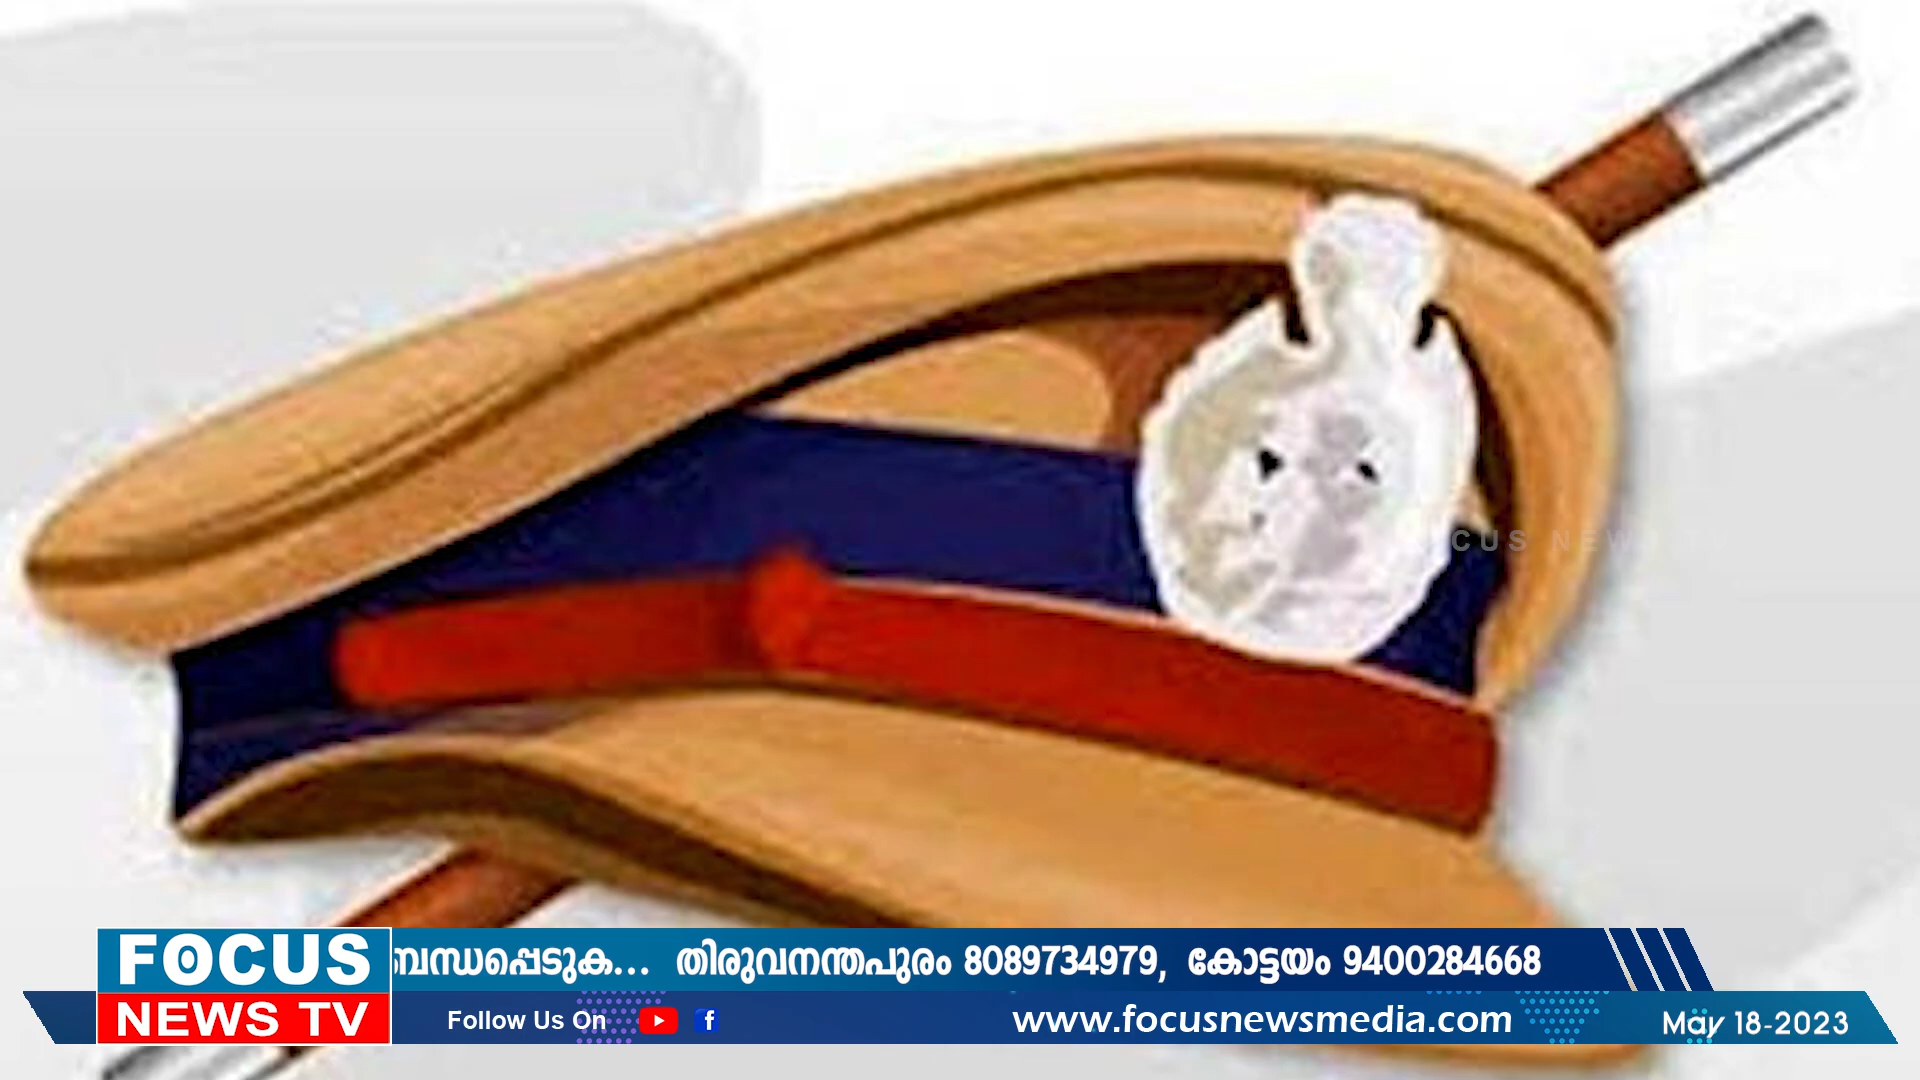 FOCUS
NEWS TV
ബന്ധപ്പെടുക... തിരുവനന്തപുരം 8089734979, കോട്ടയം 9400284668
Follow Us On
www.focusnewsmedia.com
May 18-2023